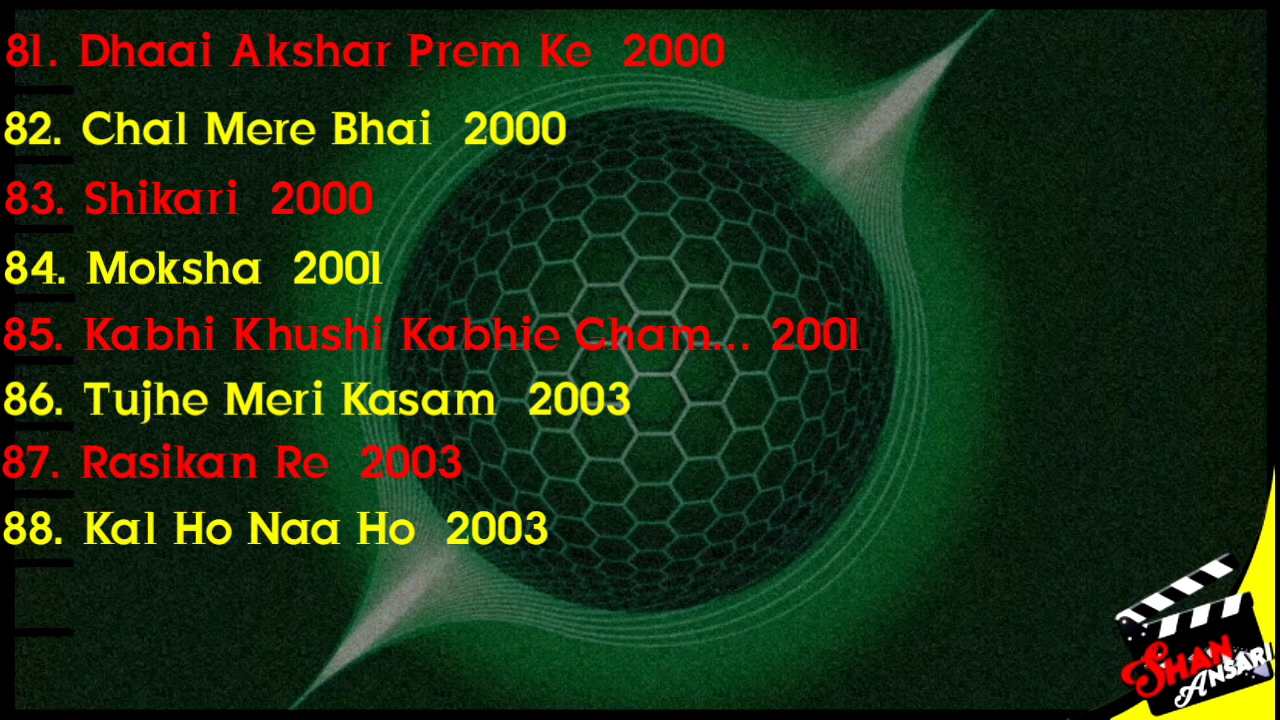 81. Dhaai Akshar Prem Ke 2000
82. Chal Mere Bhai 2000
83. Shikari 2000
84. Moksha 2001
85. Kabhi Khushi Kabhie Cham... 2001
86. Tujhe Meri Kasam 2003
87. Rasikan Re 2003
88. Kal Ho Naa Ho 2003
SHAN
ANSARI